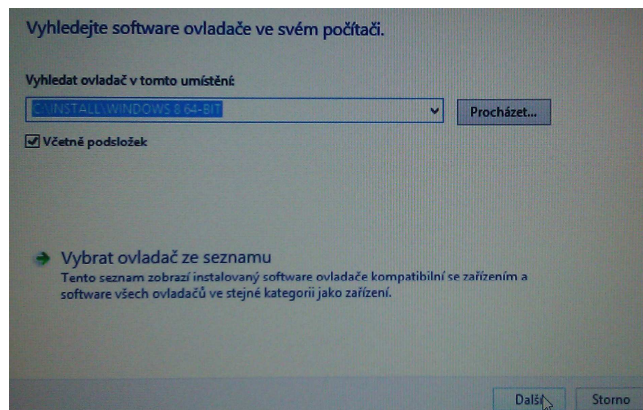 Vyhledejte software ovladače ve svém počítači.
Vyhledat ovladač v tomto umístění:
C:\INSTALL\WINDOWS 8 64-BIT
Procházet...
Včetně podsložek
Vybrat ovladač ze seznamu
Tento seznam zobrazí instalovaný software ovladače kompatibilní se zařízením a
software všech ovladačů ve stejné kategorii jako zařízení.
Další
Storno